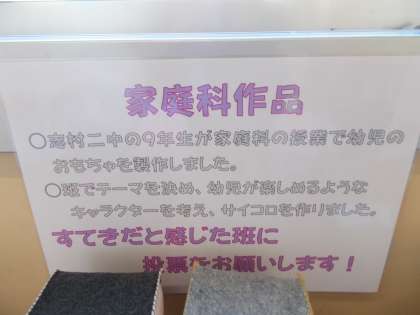 家庭科作品
○志村二中の9年生が家庭科の授業で幼児の
おもちゃを製作しました。
○班でテーマを決め、幼児が楽しめるような
キャラクターを考え、サイコロを作りました。
すてきだと感じた班に
投票をお願いします！